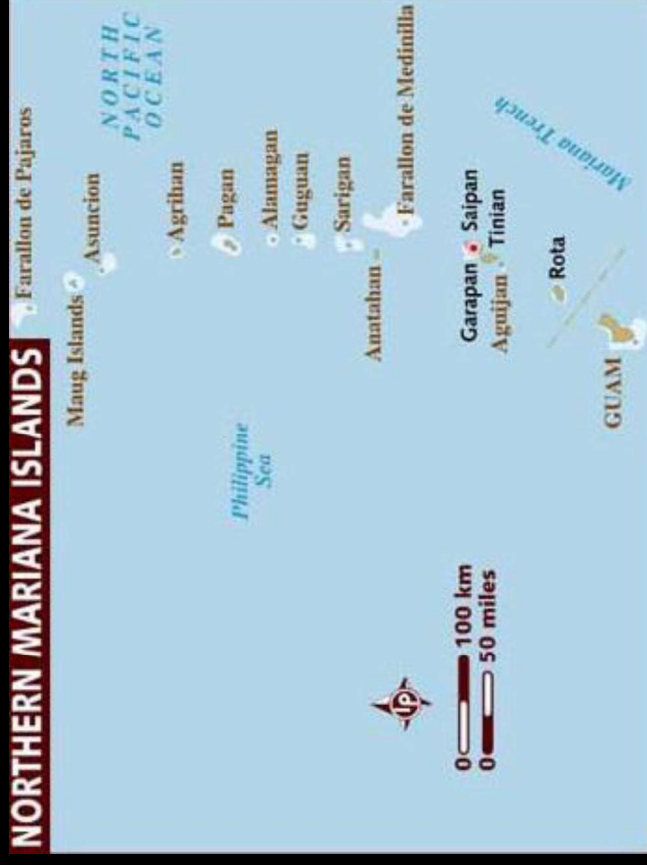 NORTHERN MARIANA ISLANDS
Farallon de Pajaros
Maug Islands
Asuncion
NORTH
PACIFIC
OCEAN
Agrihan
Pagan
Alamagan
Guguan
Sarigan
Philippine
Sea
Anatahan
Farallon de Medinilla
Garapan
Saipan
Tinian
Aguijan
Mariana Trench
Rota
GUAM
lp
0 100 km
0 50 miles